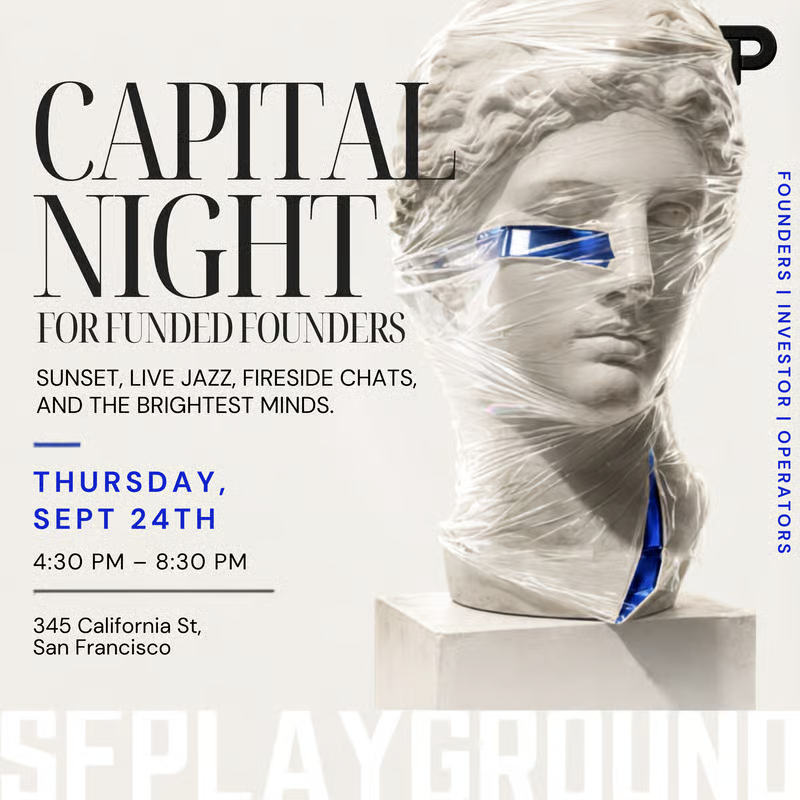 CAPITAL
NIGHT
FOR FUNDED FOUNDERS
SUNSET, LIVE JAZZ, FIRESIDE CHATS,
AND THE BRIGHTEST MINDS.
THURSDAY,
SEPT 24TH
4:30 PM – 8:30 PM
345 California St,
San Francisco
P
FOUNDERS | INVESTOR | OPERATORS
SFPLAYGROUND